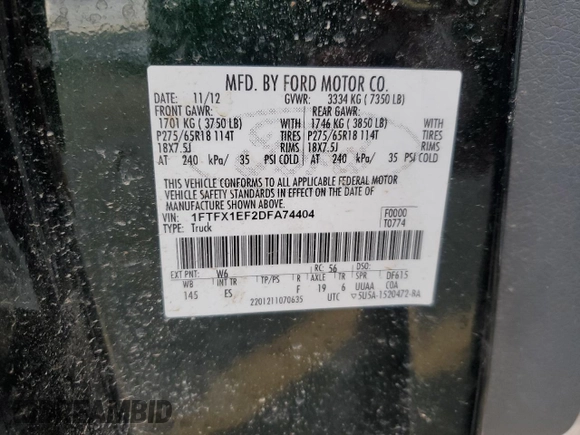 MFD. BY FORD MOTOR CO.
DATE: 11/12 GVWR: 3334 KG ( 7350 LB)
FRONT GAWR: REAR GAWR:
1701 KG ( 3750 LB) WITH 1746 KG ( 3850 LB) WITH
P275/65R18 114T TIRES P275/65R18 114T TIRES
18X7.5J RIMS 18X7.5J RIMS
AT 240 kPa/ 35 PSI COLD AT 240 kPa/ 35 PSI COLD
THIS VEHICLE CONFORMS TO ALL APPLICABLE FEDERAL MOTOR
VEHICLE SAFETY STANDARDS IN EFFECT ON THE DATE OF
MANUFACTURE SHOWN ABOVE.
VIN: 1FTFX1EF2DFA74404 F0000
TYPE: Truck T0774
EXT PNT: W6 RC: 56 DSO:
WB INT TR TP/PS R AXLE TR SPR DF615
145 ES F 19 6 UUAA COA
2201211070635 UTC 5U5A-1520472-AA
DREAMBID